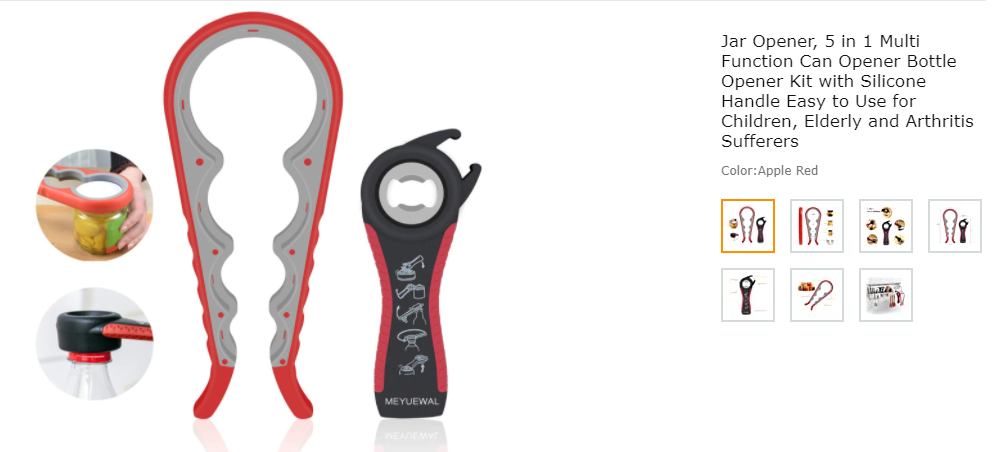 Jar Opener, 5 in 1 Multi
Function Can Opener Bottle
Opener Kit with Silicone
Handle Easy to Use for
Children, Elderly and Arthritis
Sufferers
Color:Apple Red
MEYUEWAL